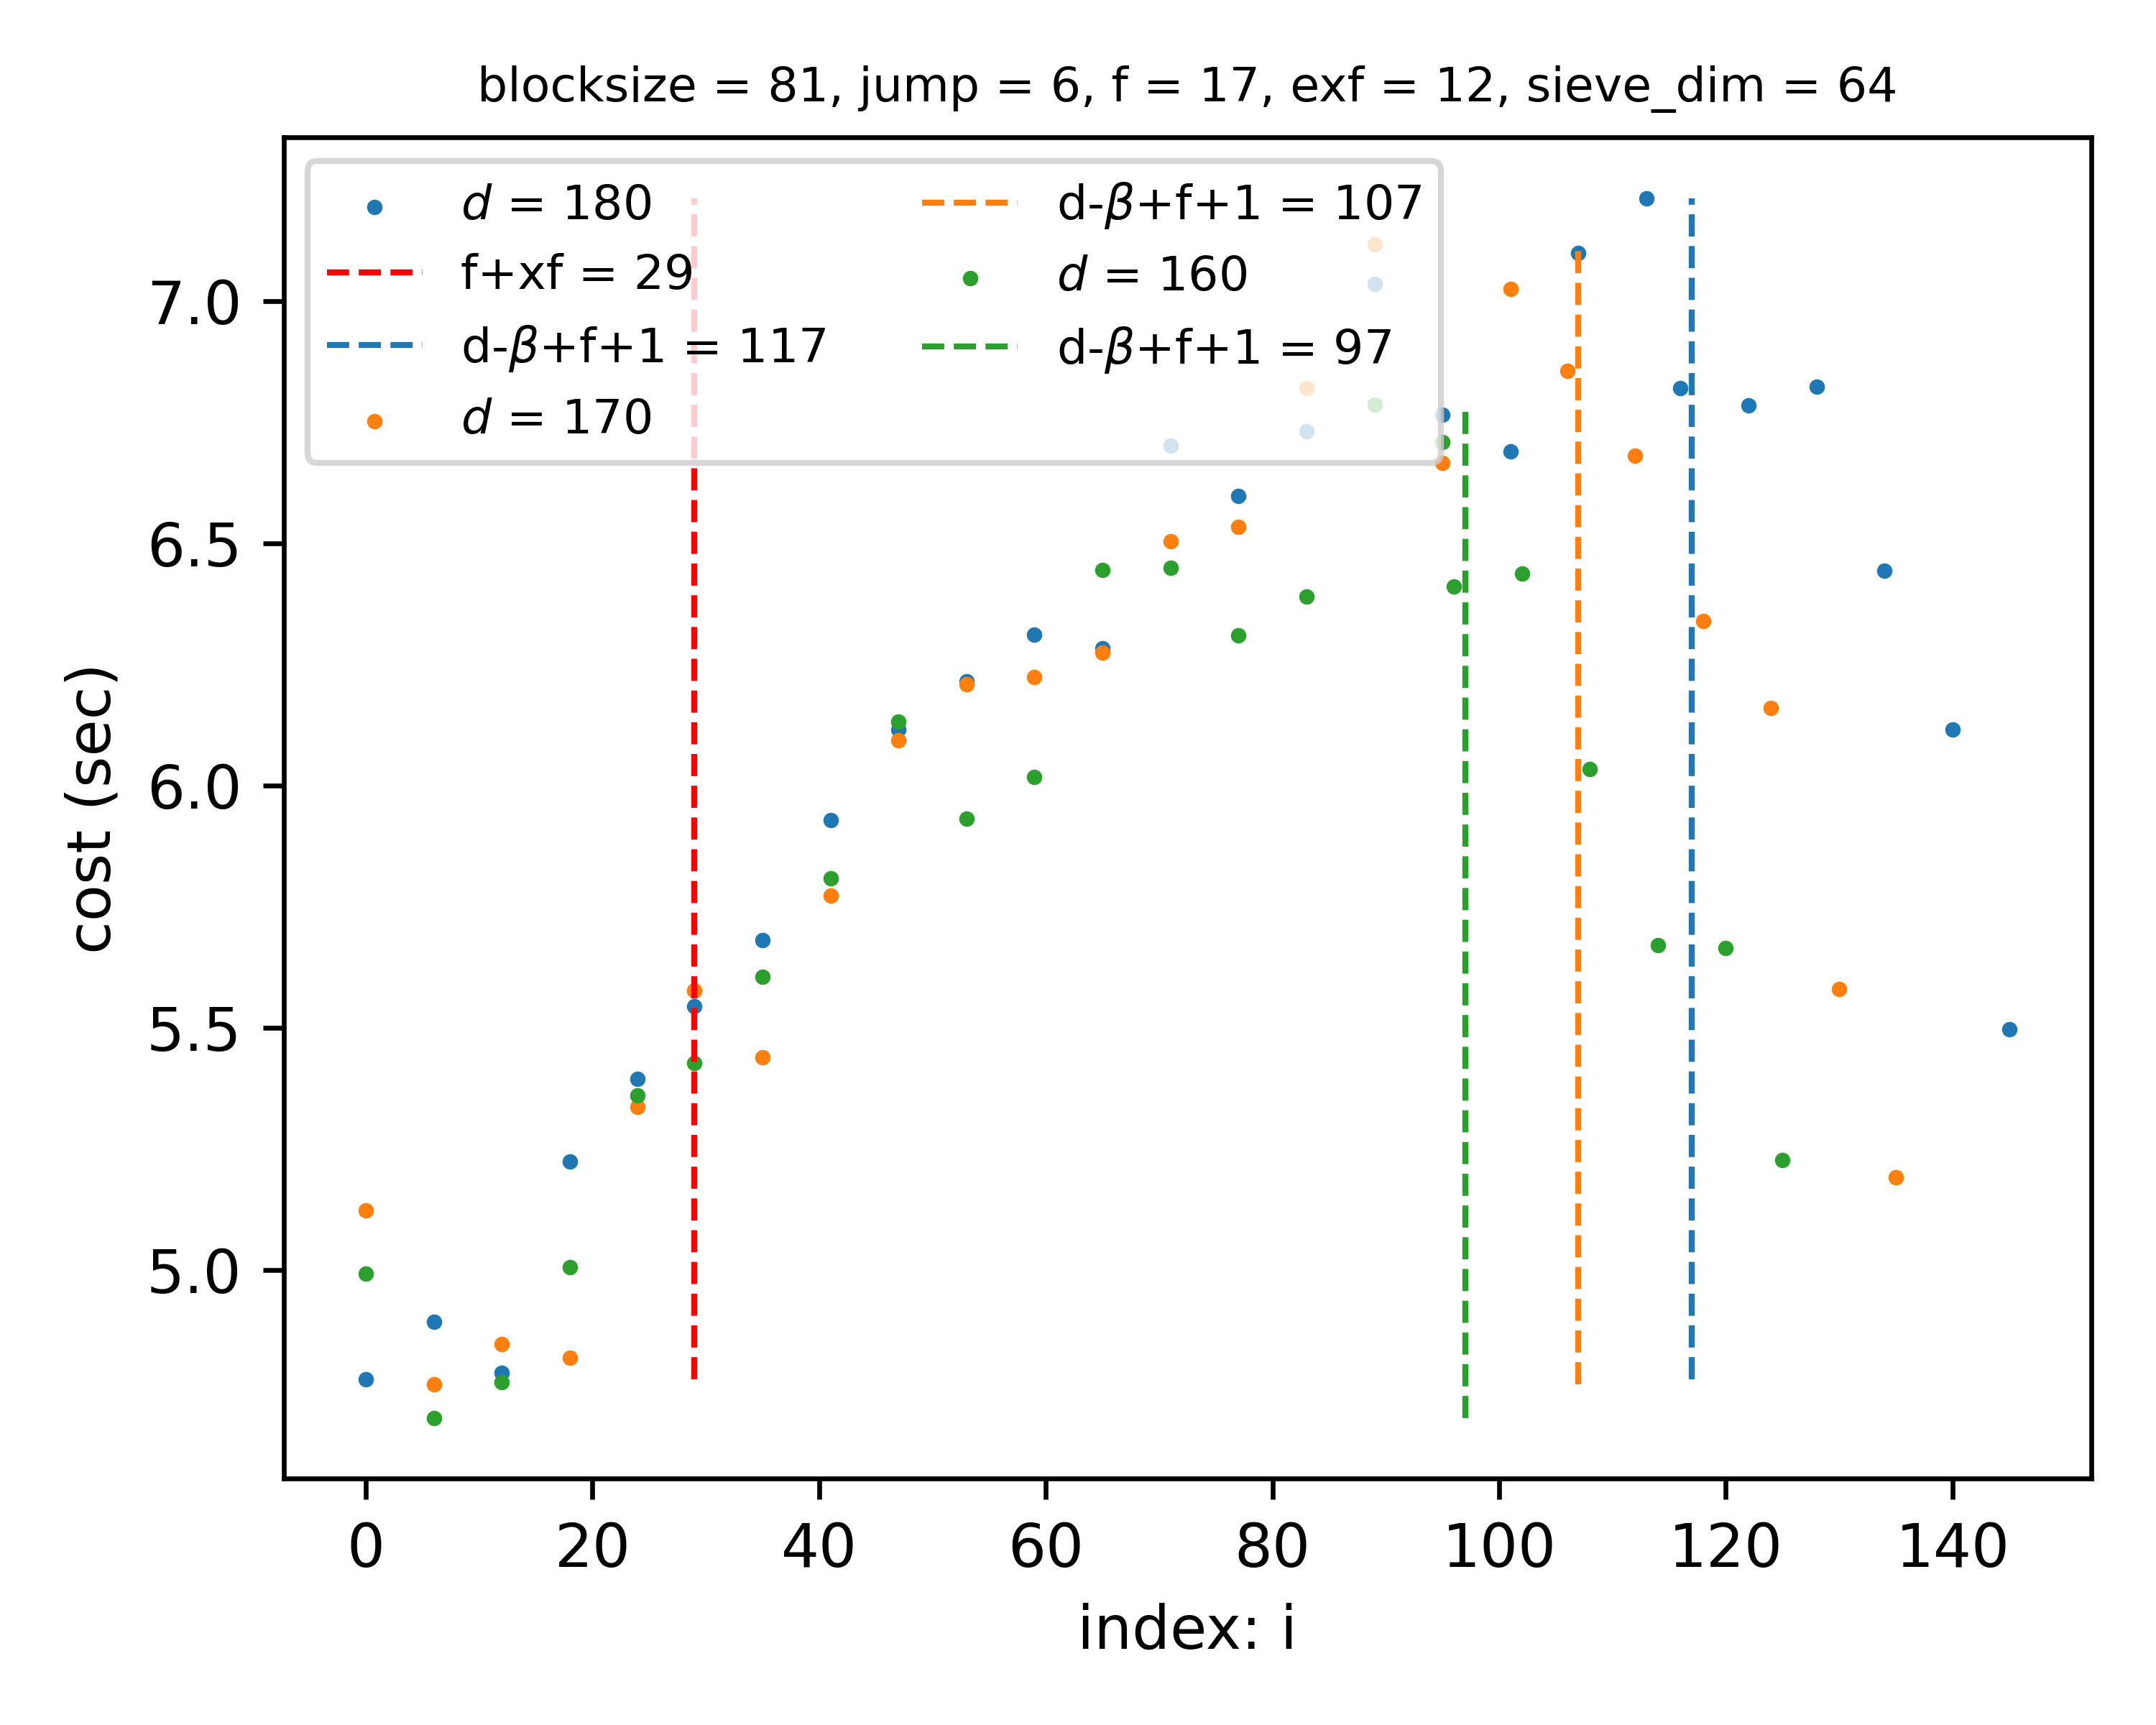 blocksize = 81, jump = 6, f = 17, exf = 12, sieve_dim = 64
d = 180
f+xf = 29
d-β+f+1 = 117
d = 170
d-β+f+1 = 107
d = 160
d-β+f+1 = 97
cost (sec)
7.0
6.5
6.0
5.5
5.0
0 20 40 60 80 100 120 140
index: i